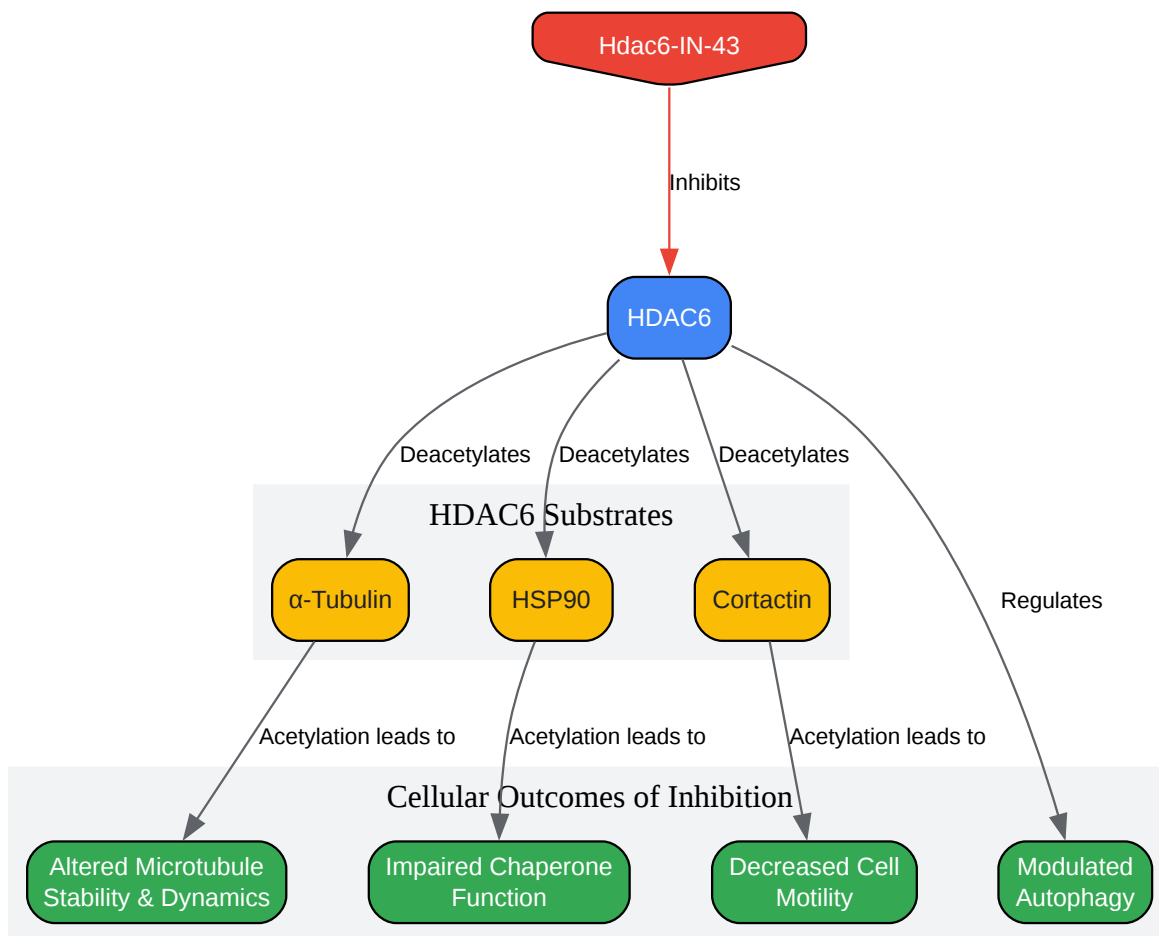 Hdac6-IN-43
Inhibits
HDAC6
Deacetylates
Deacetylates
Deacetylates
HDAC6 Substrates
α-Tubulin
HSP90
Cortactin
Regulates
Acetylation leads to
Acetylation leads to
Acetylation leads to
Cellular Outcomes of Inhibition
Altered Microtubule
Stability & Dynamics
Impaired Chaperone
Function
Decreased Cell
Motility
Modulated
Autophagy